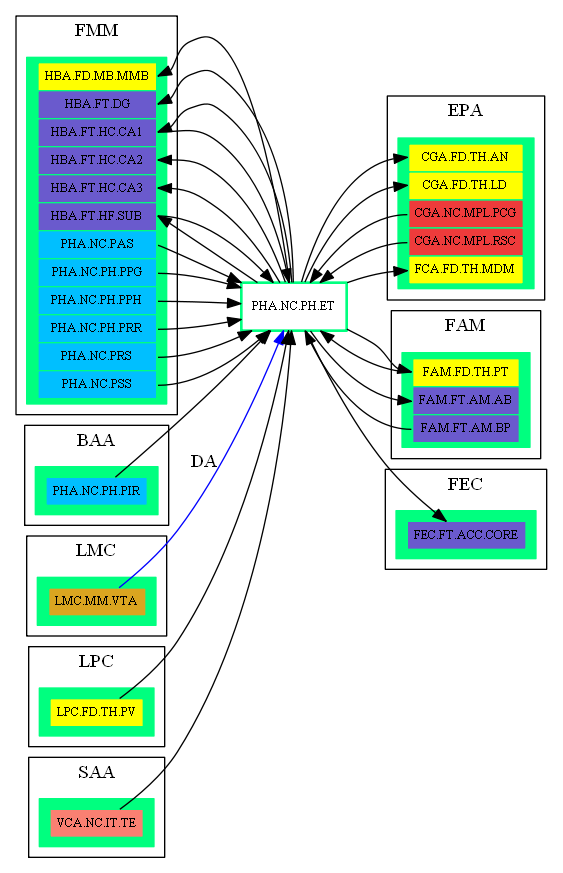 FMM
HBA.FD.MB.MMB
HBA.FT.DG
HBA.FT.HC.CA1
HBA.FT.HC.CA2
HBA.FT.HC.CA3
HBA.FT.HF.SUB
PHA.NC.PAS
PHA.NC.PH.PPG
PHA.NC.PH.PPH
PHA.NC.PH.PRR
PHA.NC.PRS
PHA.NC.PSS
BAA
PHA.NC.PH.PIR
LMC
LMC.MM.VTA
LPC
LPC.FD.TH.PV
SAA
VCA.NC.IT.TE
DA
PHA.NC.PH.ET
EPA
CGA.FD.TH.AN
CGA.FD.TH.LD
CGA.NC.MPL.PCG
CGA.NC.MPL.RSC
FCA.FD.TH.MDM
FAM
FAM.FD.TH.PT
FAM.FT.AM.AB
FAM.FT.AM.BP
FEC
FEC.FT.ACC.CORE